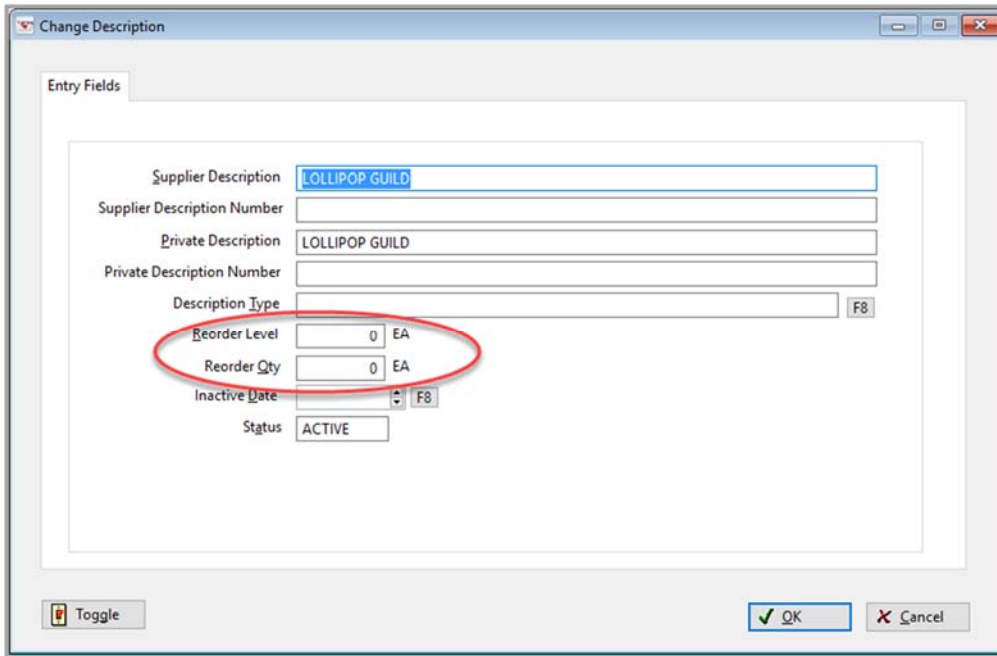 Change Description
Entry Fields
Supplier Description LOLLIPOP GUILD
Supplier Description Number
Private Description LOLLIPOP GUILD
Private Description Number
Description Type F8
Reorder Level 0 EA
Reorder Qty 0 EA
Inactive Date F8
Status ACTIVE
Toggle OK Cancel